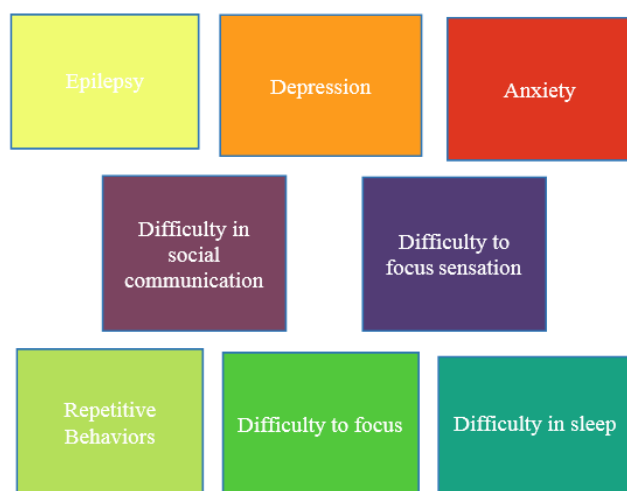 Epilepsy
Depression
Anxiety
Difficulty in
social
communication
Difficulty to
focus sensation
Repetitive
Behaviors
Difficulty to focus
Difficulty in sleep